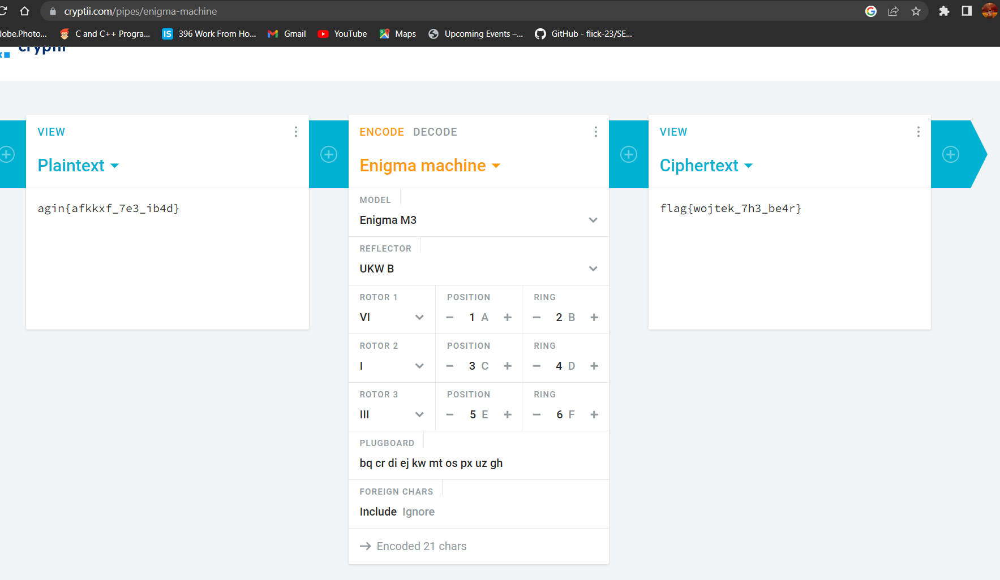 cryptii.com/pipes/enigma-machine
dobe.Photo... C and C++ Progra... IS 396 Work From Ho... Gmail YouTube Maps Upcoming Events –... GitHub - flick-23/SE...
cryptii
VIEW
Plaintext
agin{afkkxf_7e3_ib4d}
ENCODE DECODE
Enigma machine
MODEL
Enigma M3
REFLECTOR
UKW B
ROTOR 1 POSITION RING
VI − 1 A + − 2 B +
ROTOR 2 POSITION RING
I − 3 C + − 4 D +
ROTOR 3 POSITION RING
III − 5 E + − 6 F +
PLUGBOARD
bq cr di ej kw mt os px uz gh
FOREIGN CHARS
Include Ignore
→ Encoded 21 chars
VIEW
Ciphertext
flag{wojtek_7h3_be4r}